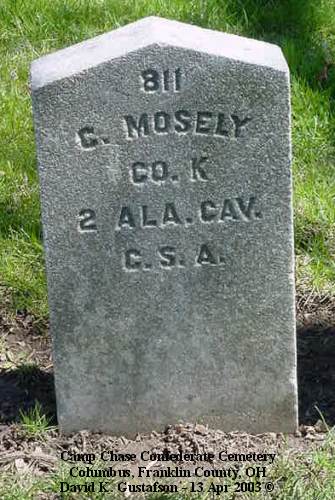 811
C. MOSELY
CO. K
2 ALA. CAV.
C. S. A.
Camp Chase Confederate Cemetery
Columbus, Franklin County, OH
David K. Gustafson - 13 Apr 2003 ©